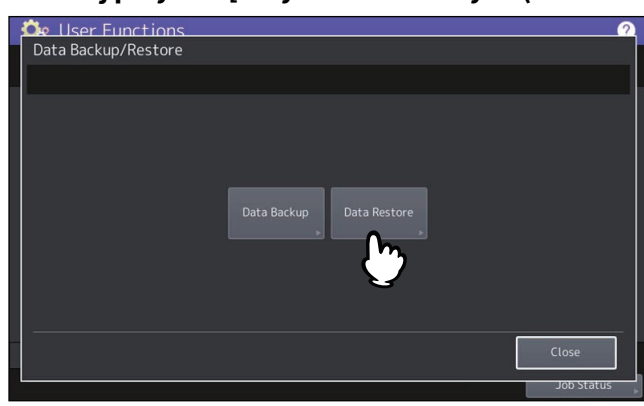 User Functions
?
Data Backup/Restore
Data Backup
Data Restore
Close
Job Status